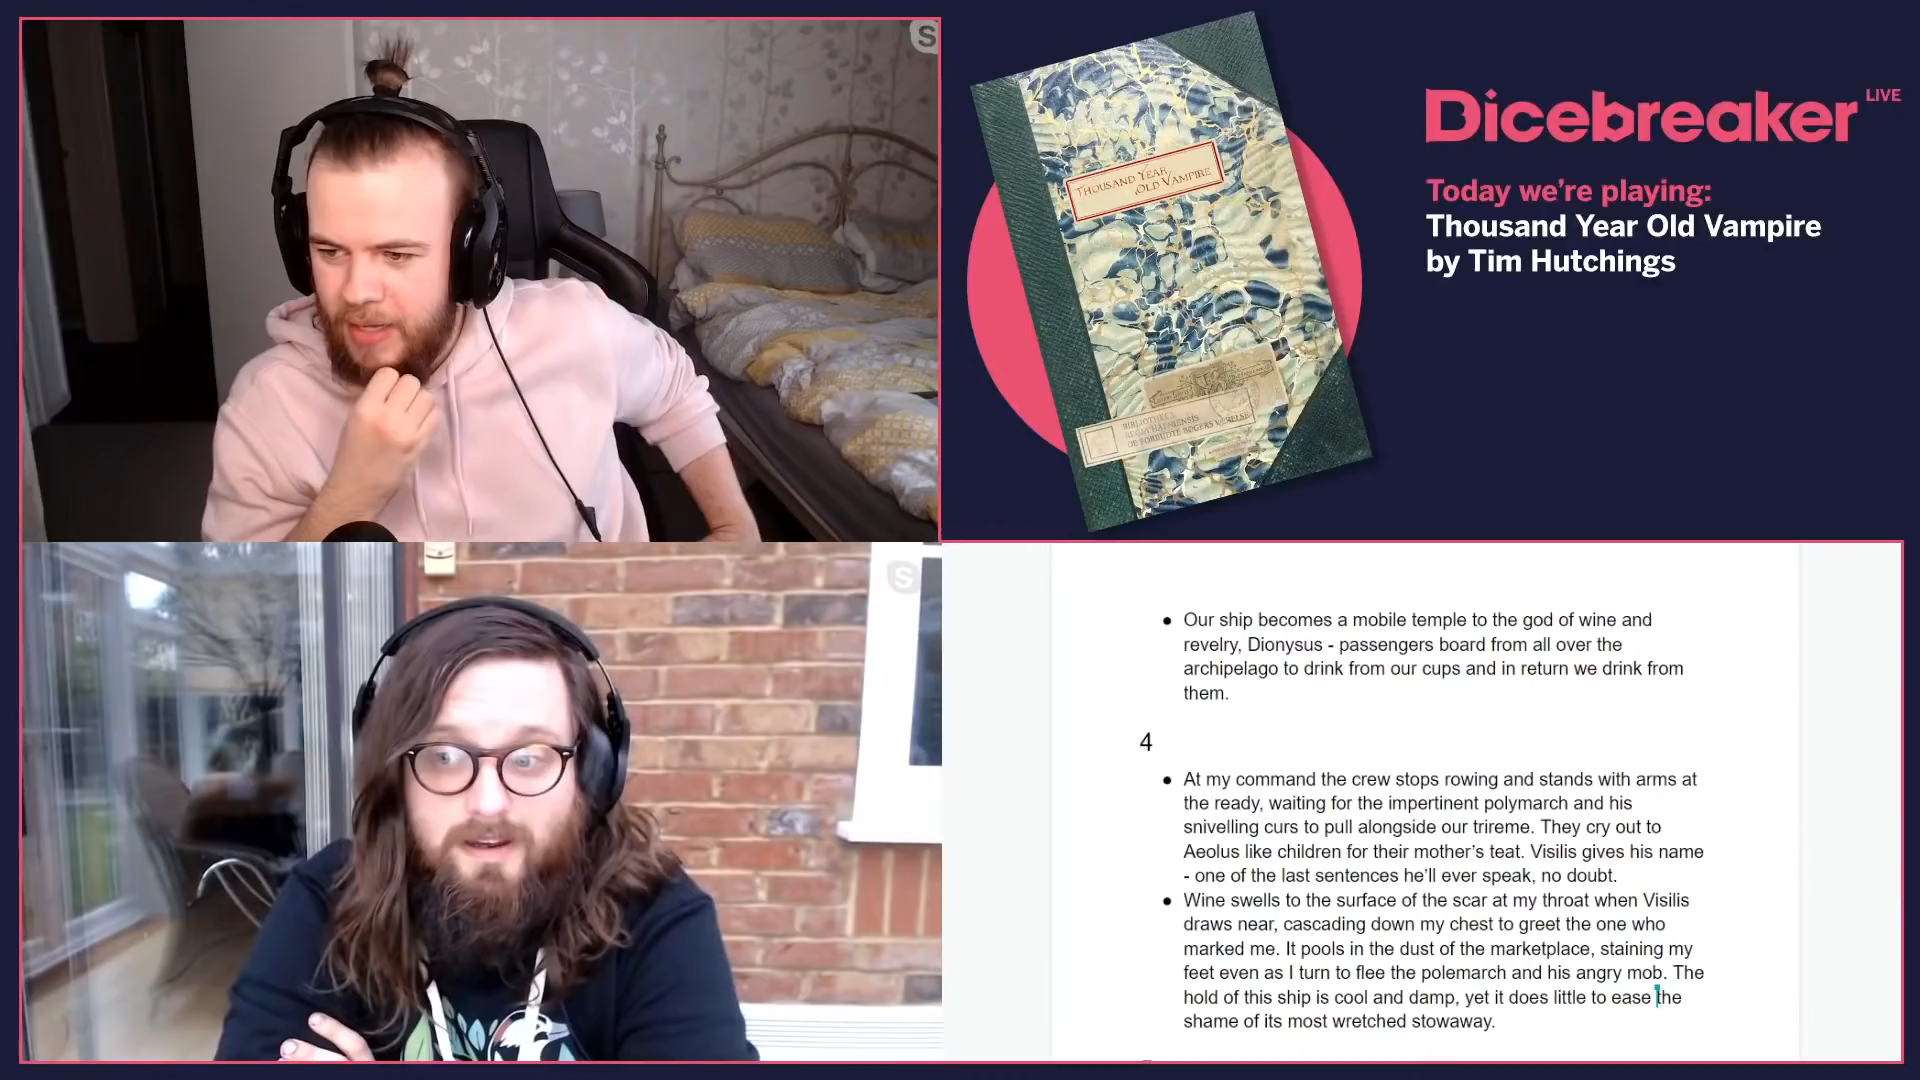 S
THOUSAND YEAR
OLD VAMPIRE
BIBLIOTHECA
REGIA HAFNIENSIS
DE FORBUDTE BOGERS VÆRELSE
Dicebreaker LIVE
Today we're playing:
Thousand Year Old Vampire
by Tim Hutchings
S
● Our ship becomes a mobile temple to the god of wine and
revelry, Dionysus - passengers board from all over the
archipelago to drink from our cups and in return we drink from
them.
4
● At my command the crew stops rowing and stands with arms at
the ready, waiting for the impertinent polymarch and his
snivelling curs to pull alongside our trireme. They cry out to
Aeolus like children for their mother's teat. Visilis gives his name
- one of the last sentences he'll ever speak, no doubt.
● Wine swells to the surface of the scar at my throat when Visilis
draws near, cascading down my chest to greet the one who
marked me. It pools in the dust of the marketplace, staining my
feet even as I turn to flee the polemarch and his angry mob. The
hold of this ship is cool and damp, yet it does little to ease the
shame of its most wretched stowaway.